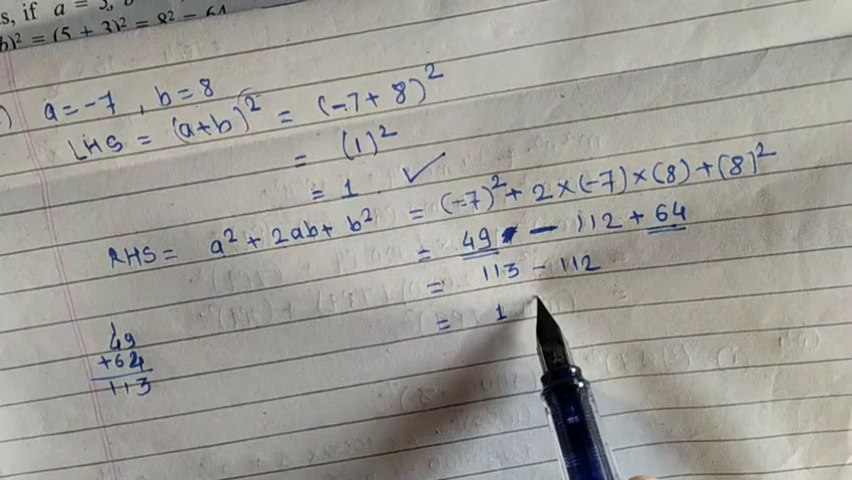 s, if a = 5,
b)² = (5 + 3)² = 8² = 64
) a = -7 , b = 8
LHS = (a+b)² = (-7+ 8)²
= (1)²
= 1 ✓
RHS = a² + 2ab + b² = (-7)² + 2 × (-7) × (8) + (8)²
= 49 - 112 + 64
= 113 - 112
= 1
1
49
+64
113